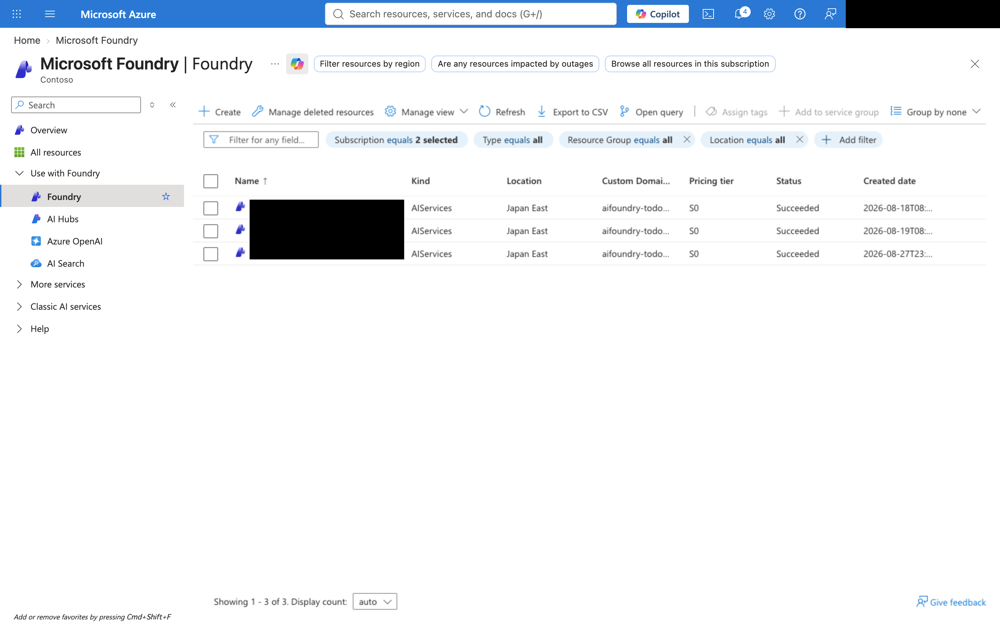 Microsoft Azure
Search resources, services, and docs (G+/)
Copilot
4
Home > Microsoft Foundry
Microsoft Foundry | Foundry
Contoso
Filter resources by region
Are any resources impacted by outages
Browse all resources in this subscription
Search
Overview
All resources
Use with Foundry
Foundry
AI Hubs
Azure OpenAI
AI Search
More services
Classic AI services
Help
Add or remove favorites by pressing Cmd+Shift+F
Create
Manage deleted resources
Manage view
Refresh
Export to CSV
Open query
Assign tags
Add to service group
Group by none
Filter for any field...
Subscription equals 2 selected
Type equals all
Resource Group equals all
Location equals all
Add filter
Name ↑ Kind Location Custom Domai... Pricing tier Status Created date
AIServices Japan East aifoundry-todo... S0 Succeeded 2026-08-18T08:...
AIServices Japan East aifoundry-todo... S0 Succeeded 2026-08-19T08:...
AIServices Japan East aifoundry-todo... S0 Succeeded 2026-08-27T23:...
Showing 1 - 3 of 3. Display count: auto
Give feedback